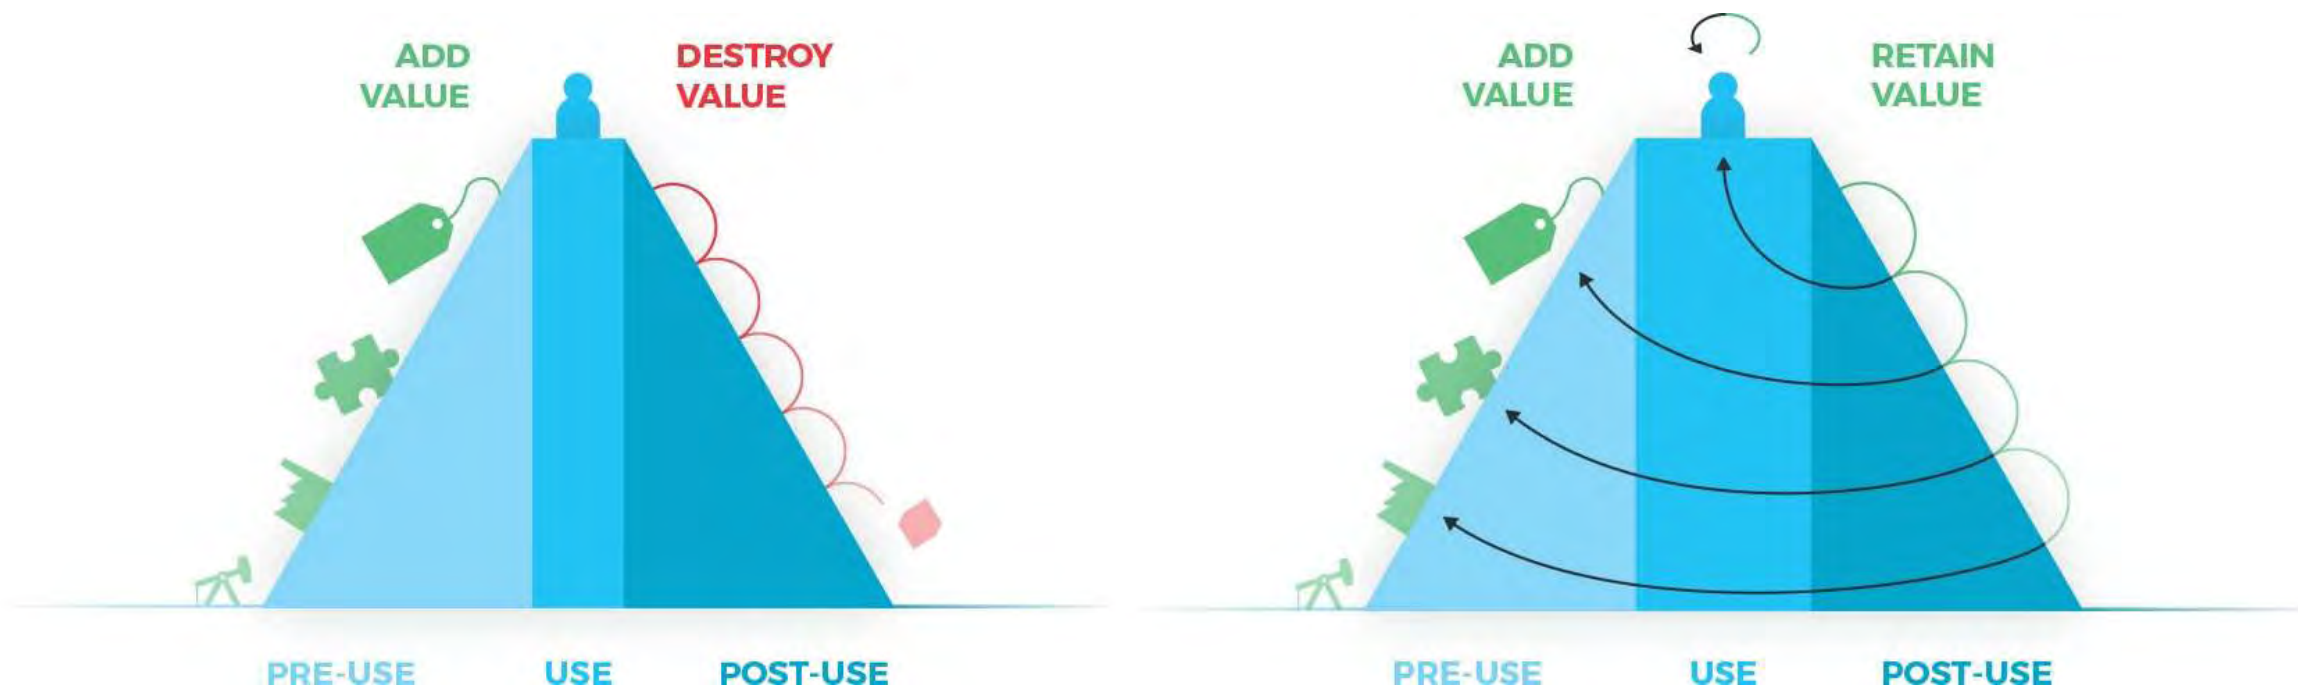 ADD
VALUE
DESTROY
VALUE
PRE-USE
USE
POST-USE
ADD
VALUE
RETAIN
VALUE
PRE-USE
USE
POST-USE